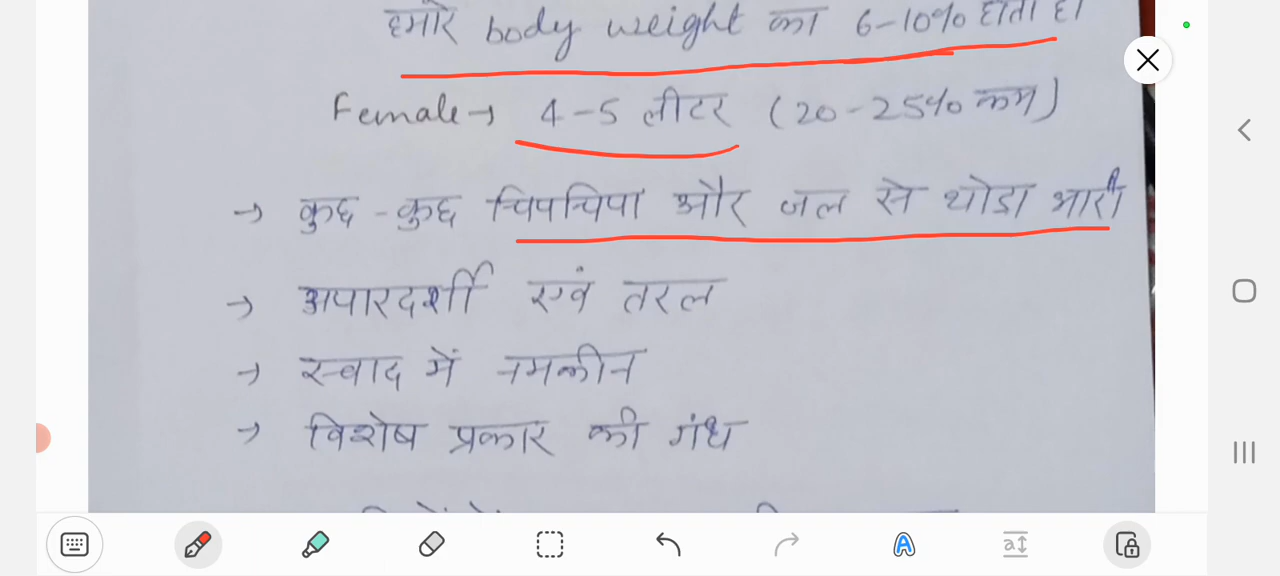 हमारे body weight का 6-10% होता है।
Female → 4-5 लीटर (20-25% कम)
→ कुछ-कुछ चिपचिपा और जल से थोडा भारी
→ अपारदर्शी एवं तरल
→ स्वाद में नमकीन
→ विशेष प्रकार की गंध